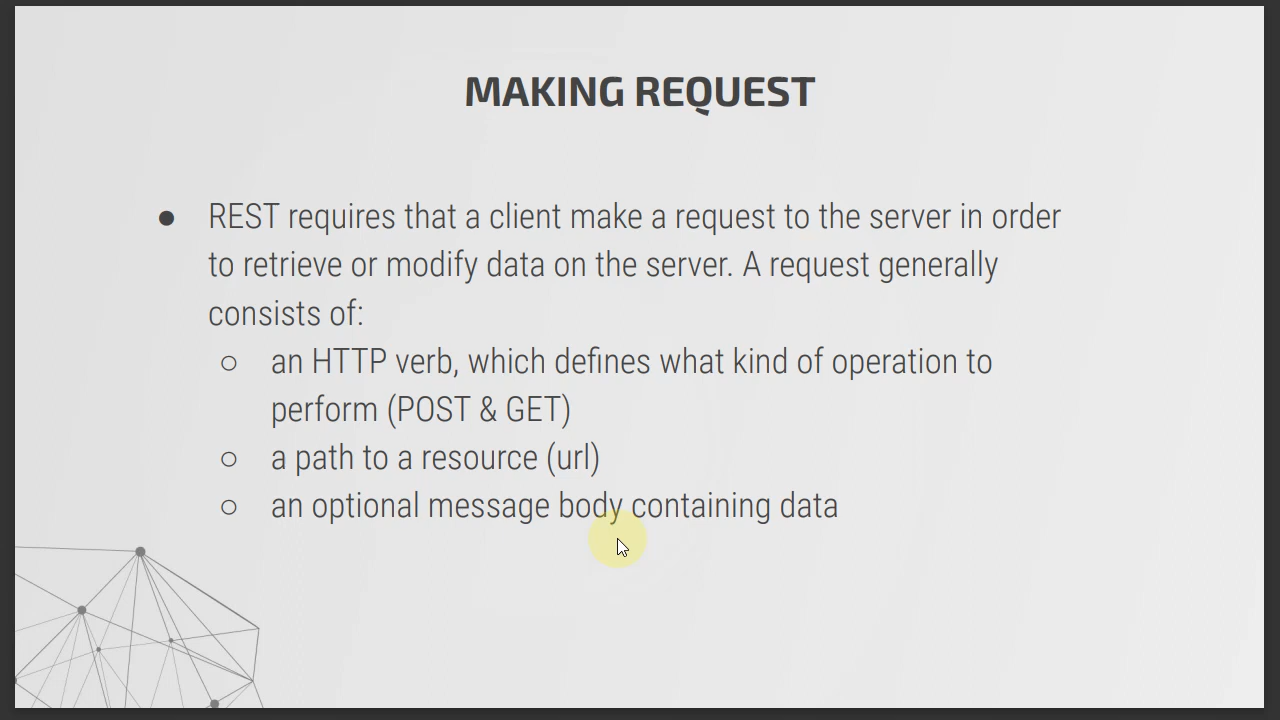 MAKING REQUEST
● REST requires that a client make a request to the server in order
to retrieve or modify data on the server. A request generally
consists of:
○ an HTTP verb, which defines what kind of operation to
perform (POST & GET)
○ a path to a resource (url)
○ an optional message body containing data